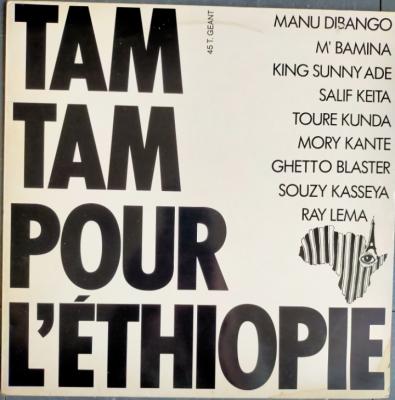 TAM
TAM
POUR
L'ÉTHIOPIE
45 T. GEANT
MANU DIBANGO
M'BAMINA
KING SUNNY ADE
SALIF KEITA
TOURE KUNDA
MORY KANTE
GHETTO BLASTER
SOUZY KASSEYA
RAY LEMA